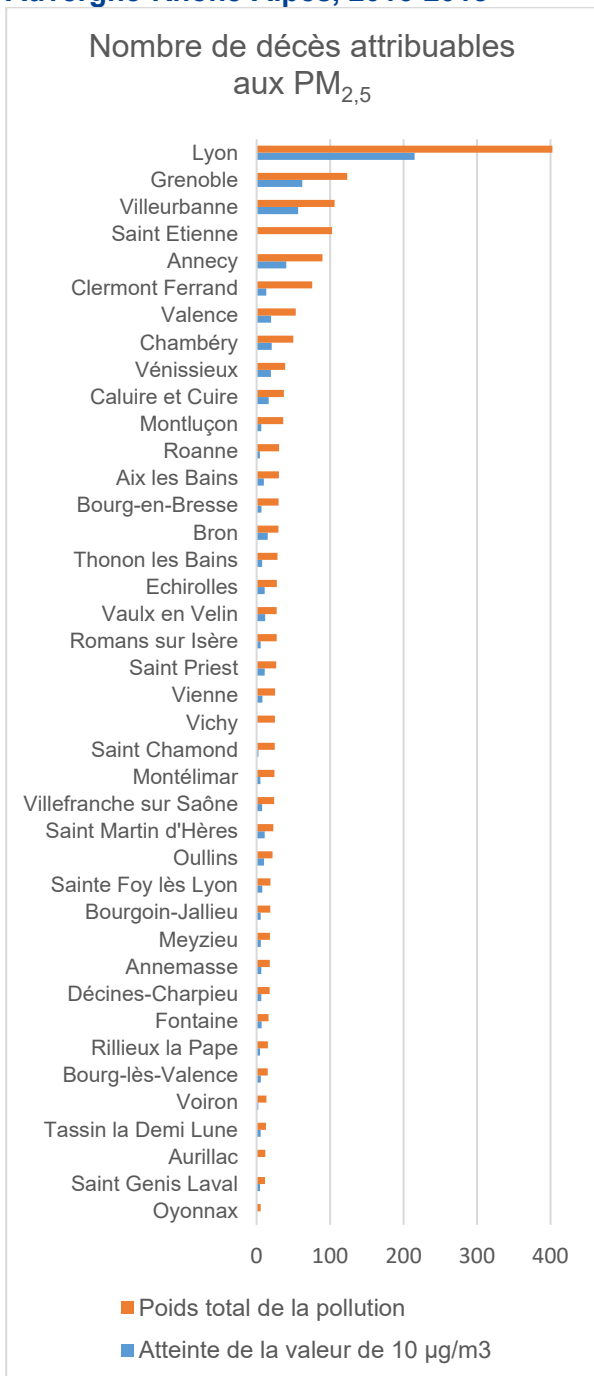 Nombre de décès attribuables
aux PM2,5
Lyon
Grenoble
Villeurbanne
Saint Etienne
Annecy
Clermont Ferrand
Valence
Chambéry
Vénissieux
Caluire et Cuire
Montluçon
Roanne
Aix les Bains
Bourg-en-Bresse
Bron
Thonon les Bains
Echirolles
Vaulx en Velin
Romans sur Isère
Saint Priest
Vienne
Vichy
Saint Chamond
Montélimar
Villefranche sur Saône
Saint Martin d'Hères
Oullins
Sainte Foy lès Lyon
Bourgoin-Jallieu
Meyzieu
Annemasse
Décines-Charpieu
Fontaine
Rillieux la Pape
Bourg-lès-Valence
Voiron
Tassin la Demi Lune
Aurillac
Saint Genis Laval
Oyonnax
0 100 200 300 400
Poids total de la pollution
Atteinte de la valeur de 10 µg/m3